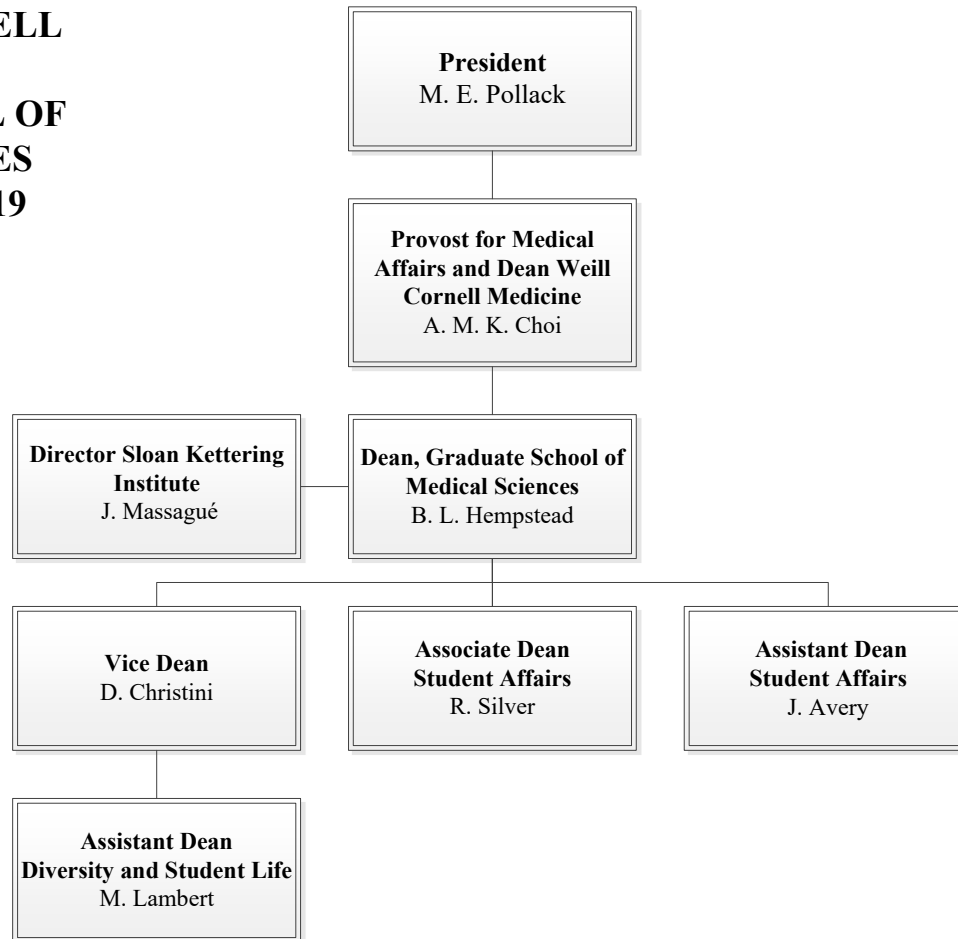 ELL
OF
ES
19
President
M. E. Pollack
Provost for Medical
Affairs and Dean Weill
Cornell Medicine
A. M. K. Choi
Director Sloan Kettering
Institute
J. Massagué
Dean, Graduate School of
Medical Sciences
B. L. Hempstead
Vice Dean
D. Christini
Associate Dean
Student Affairs
R. Silver
Assistant Dean
Student Affairs
J. Avery
Assistant Dean
Diversity and Student Life
M. Lambert